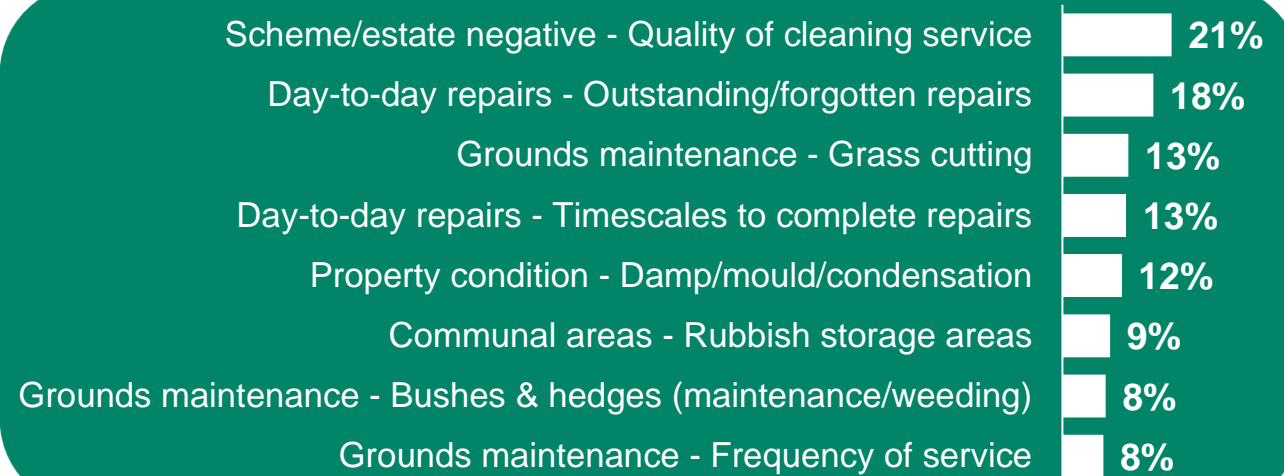 Scheme/estate negative - Quality of cleaning service 21%
Day-to-day repairs - Outstanding/forgotten repairs 18%
Grounds maintenance - Grass cutting 13%
Day-to-day repairs - Timescales to complete repairs 13%
Property condition - Damp/mould/condensation 12%
Communal areas - Rubbish storage areas 9%
Grounds maintenance - Bushes & hedges (maintenance/weeding) 8%
Grounds maintenance - Frequency of service 8%